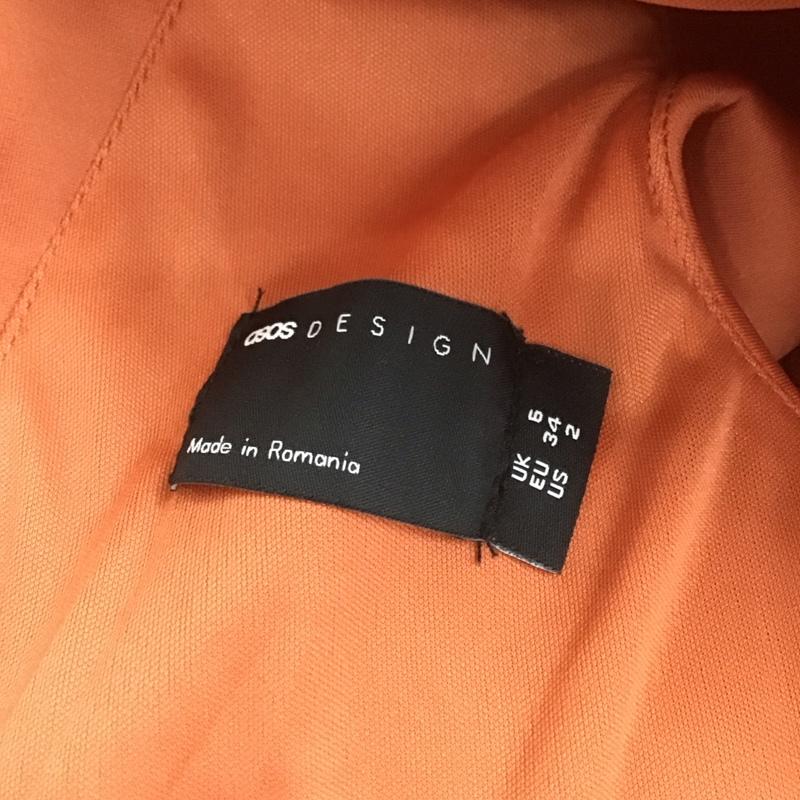 asos DESIGN
Made in Romania
UK 6
EU 34
US 2